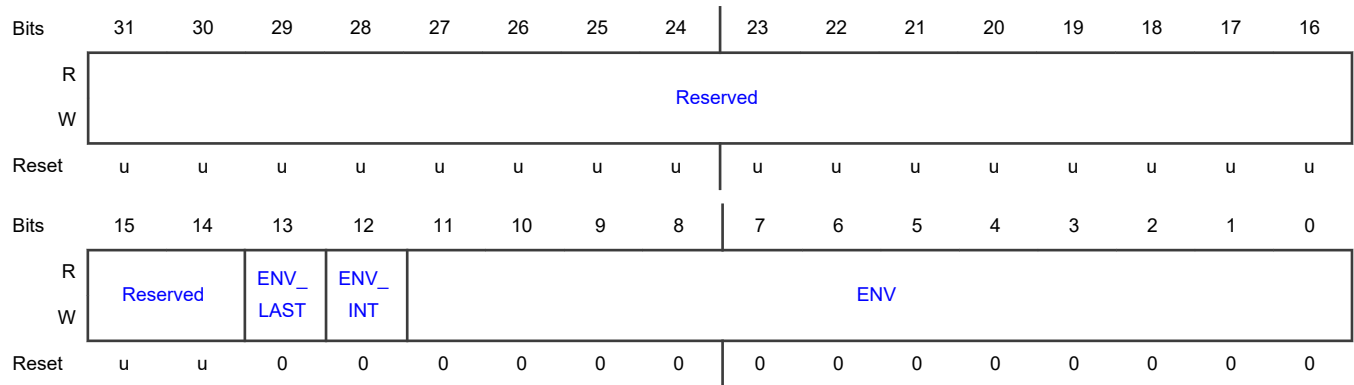 Bits 31 30 29 28 27 26 25 24 23 22 21 20 19 18 17 16
R
Reserved
W
Reset u u u u u u u u u u u u u u u u
Bits 15 14 13 12 11 10 9 8 7 6 5 4 3 2 1 0
R
Reserved ENV_ ENV_ ENV
LAST INT
W
Reset u u 0 0 0 0 0 0 0 0 0 0 0 0 0 0